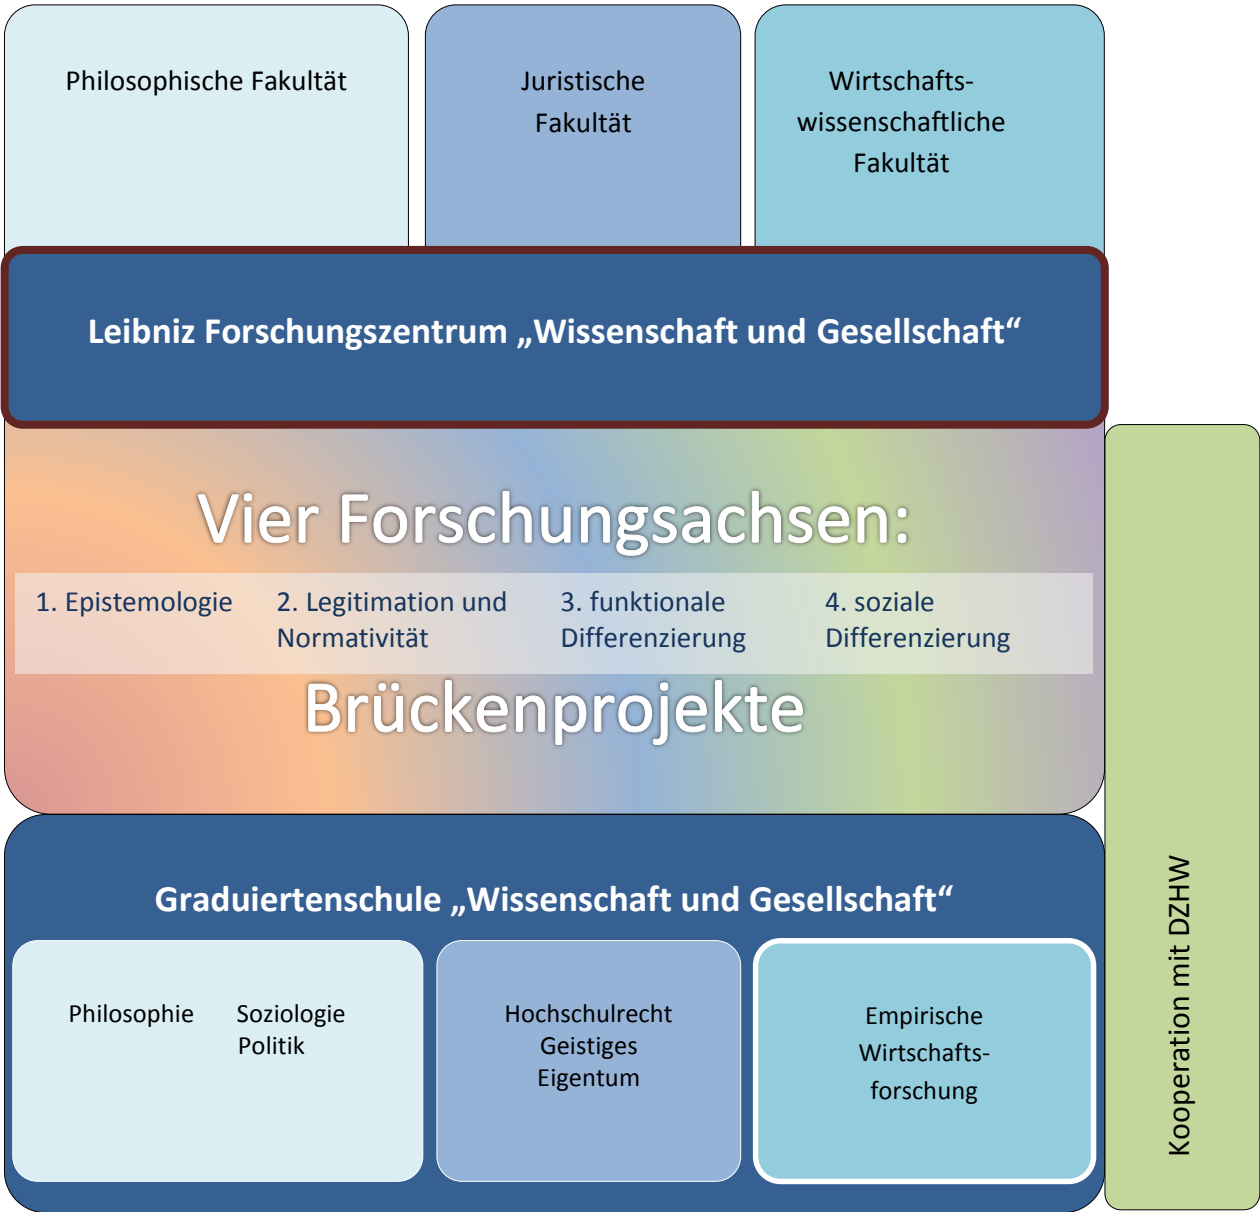 Philosophische Fakultät
Juristische
Fakultät
Wirtschafts-
wissenschaftliche
Fakultät
Leibniz Forschungszentrum „Wissenschaft und Gesellschaft“
Vier Forschungsachsen:
1. Epistemologie
2. Legitimation und
Normativität
3. funktionale
Differenzierung
4. soziale
Differenzierung
Brückenprojekte
Graduiertenschule „Wissenschaft und Gesellschaft“
Philosophie
Soziologie
Politik
Hochschulrecht
Geistiges
Eigentum
Empirische
Wirtschafts-
forschung
Kooperation mit DZHW